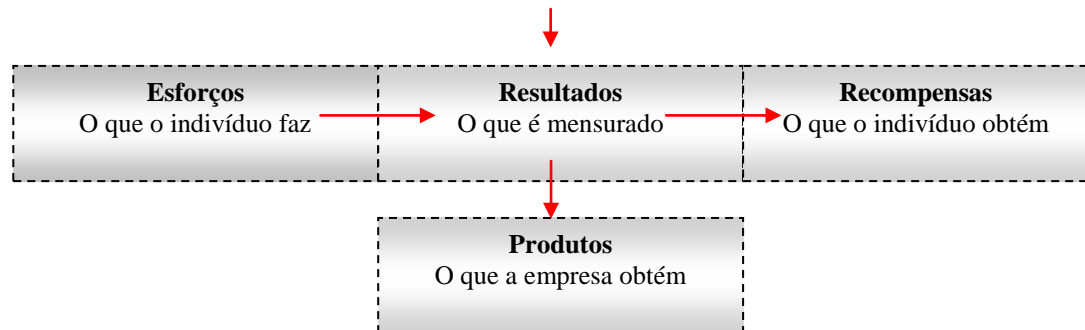 Esforços
O que o indivíduo faz
Resultados
O que é mensurado
Recompensas
O que o indivíduo obtém
Produtos
O que a empresa obtém